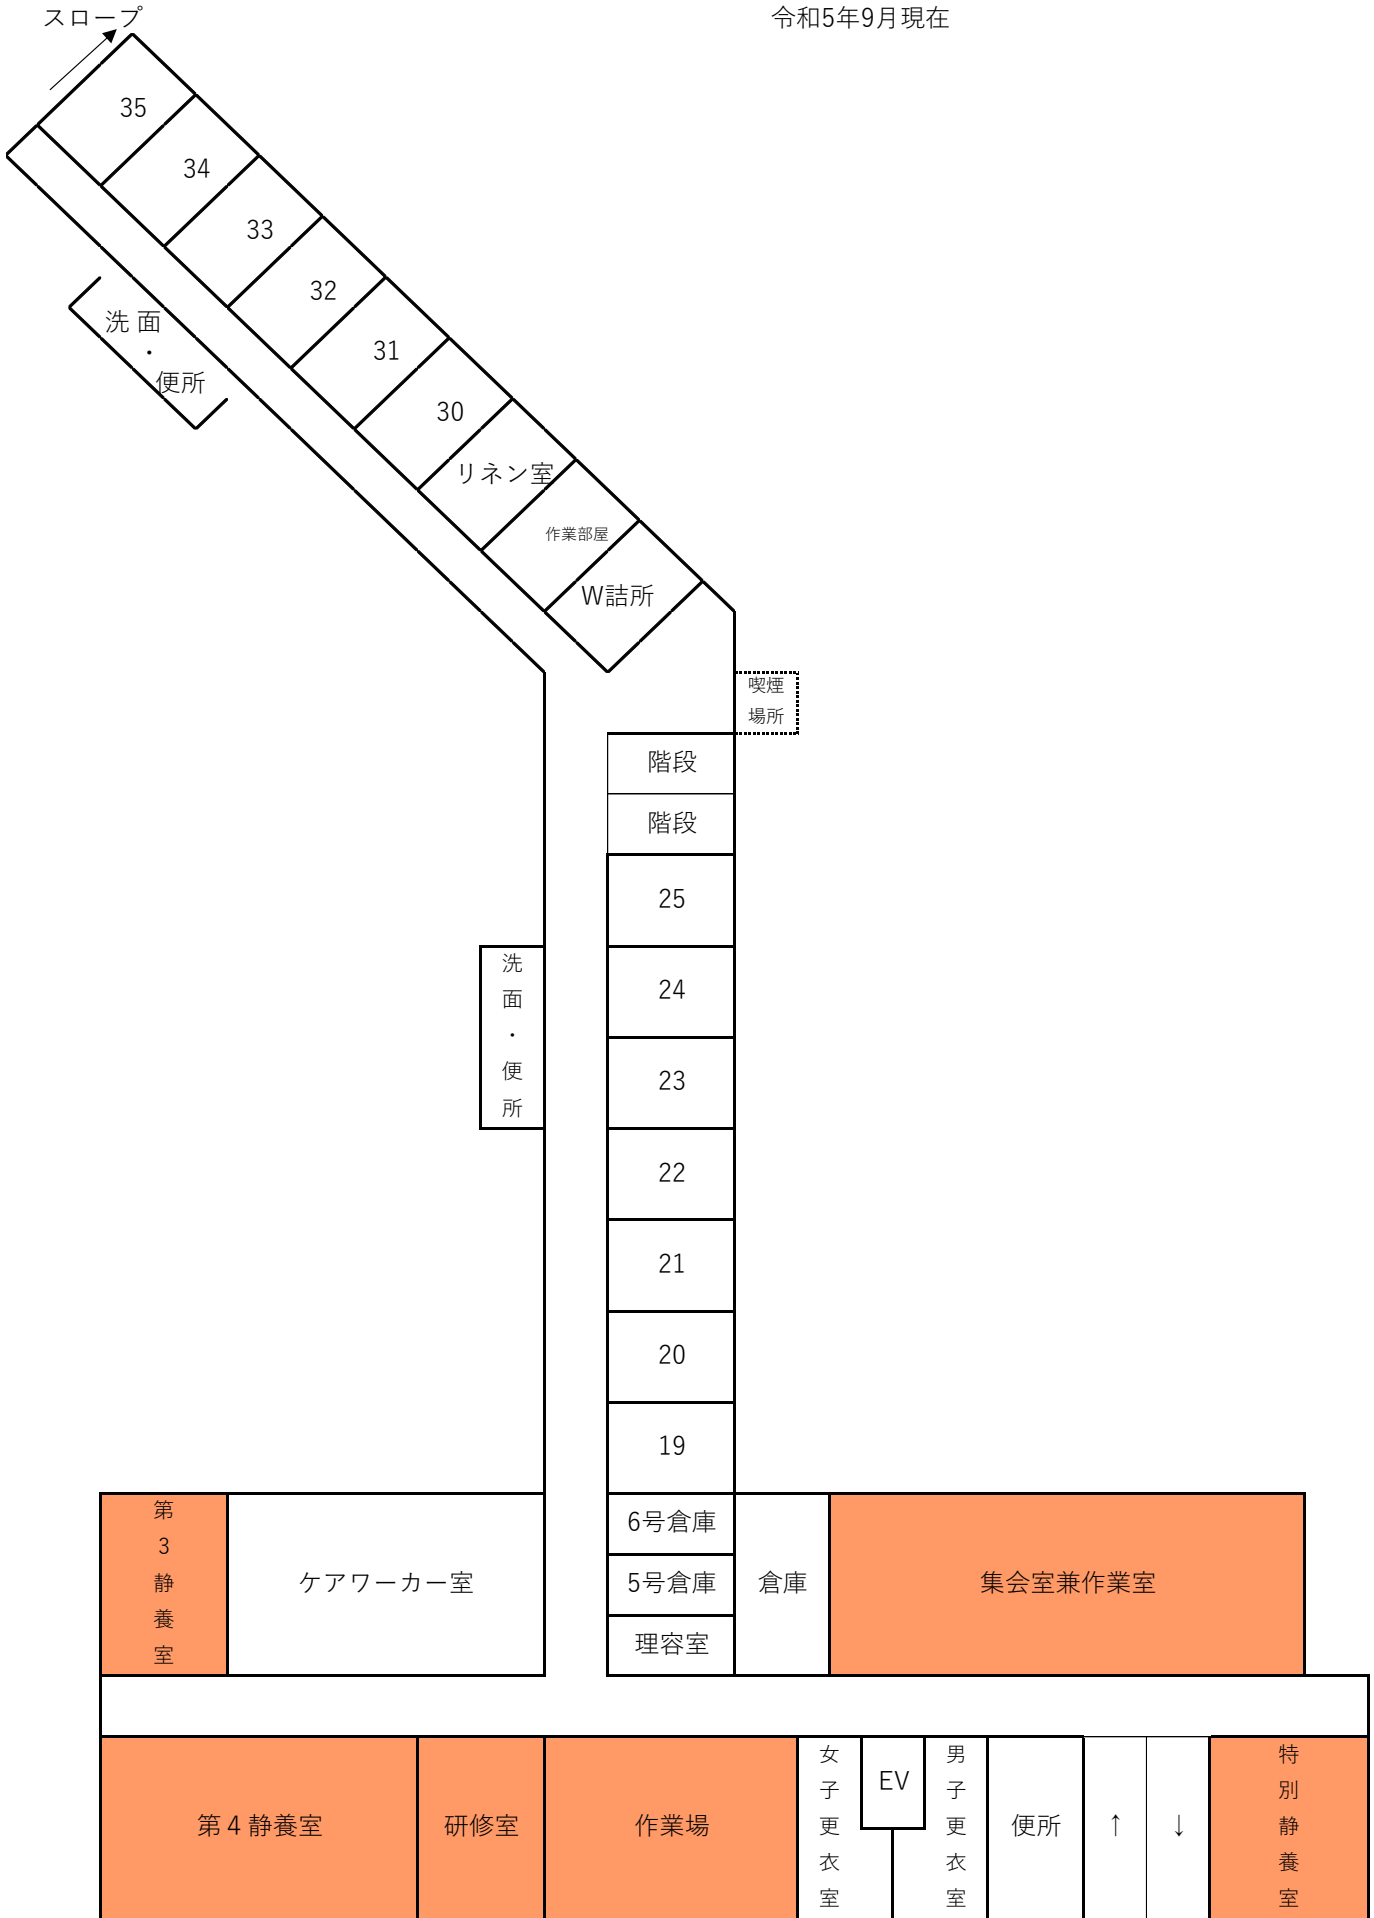 スロープ
令和5年9月現在
35
34
33
32
洗 面
・
便所
31
30
リネン室
作業部屋
W詰所
喫煙
場所
階段
階段
25
洗面・便所
24
23
22
21
20
19
第3静養室
ケアワーカー室
6号倉庫
5号倉庫
理容室
倉庫
集会室兼作業室
第4静養室
研修室
作業場
女子更衣室
EV
男子更衣室
便所
↑
↓
特別静養室